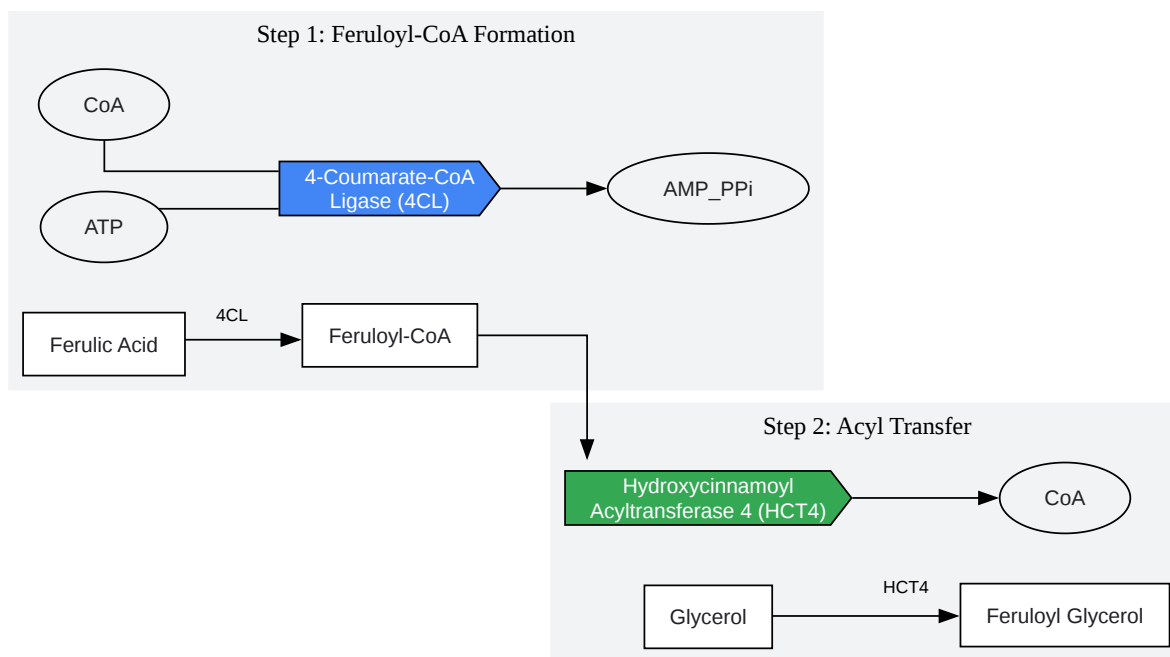 Step 1: Feruloyl-CoA Formation
CoA
4-Coumarate-CoA
Ligase (4CL)
AMP_PPi
ATP
4CL
Ferulic Acid
Feruloyl-CoA
Step 2: Acyl Transfer
Hydroxycinnamoyl
Acyltransferase 4 (HCT4)
CoA
HCT4
Glycerol
Feruloyl Glycerol